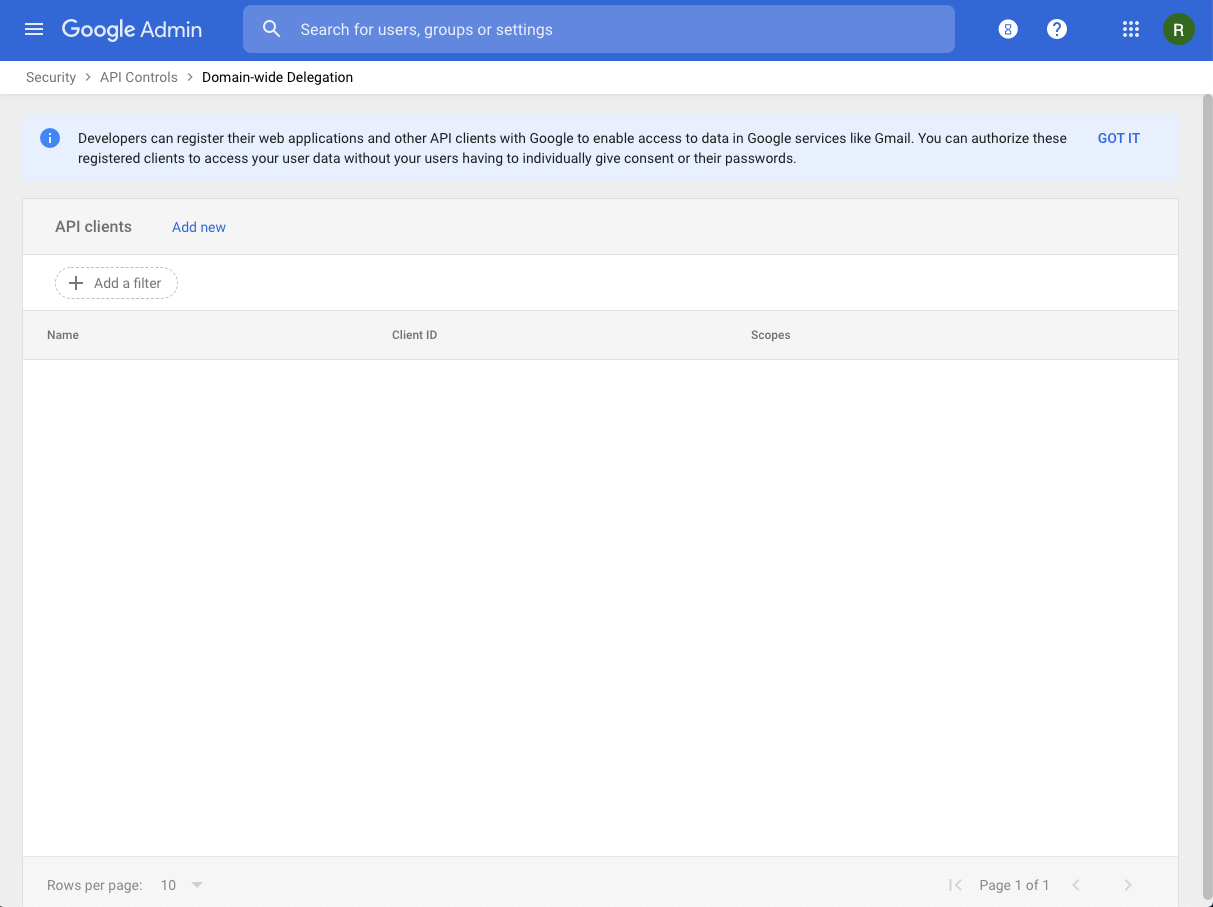 Google Admin
Search for users, groups or settings
R
Security > API Controls > Domain-wide Delegation
Developers can register their web applications and other API clients with Google to enable access to data in Google services like Gmail. You can authorize these
registered clients to access your user data without your users having to individually give consent or their passwords.
GOT IT
API clients
Add new
Add a filter
Name
Client ID
Scopes
Rows per page: 10
Page 1 of 1